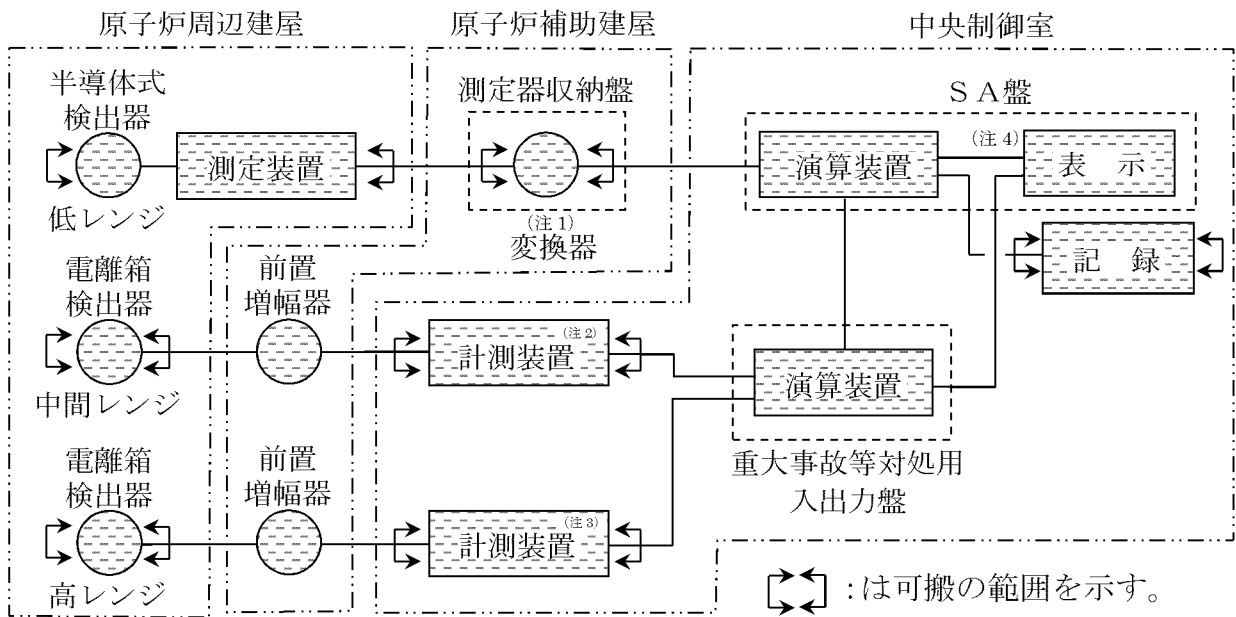 原子炉周辺建屋
原子炉補助建屋
中央制御室
半導体式
検出器
低レンジ
測定装置
測定器収納盤
(注1)
変換器
SA盤
演算装置
(注4)
表 示
記 録
電離箱
検出器
中間レンジ
前置
増幅器
計測装置
(注2)
演算装置
重大事故等対処用
入出力盤
電離箱
検出器
高レンジ
前置
増幅器
計測装置
(注3)
:は可搬の範囲を示す。